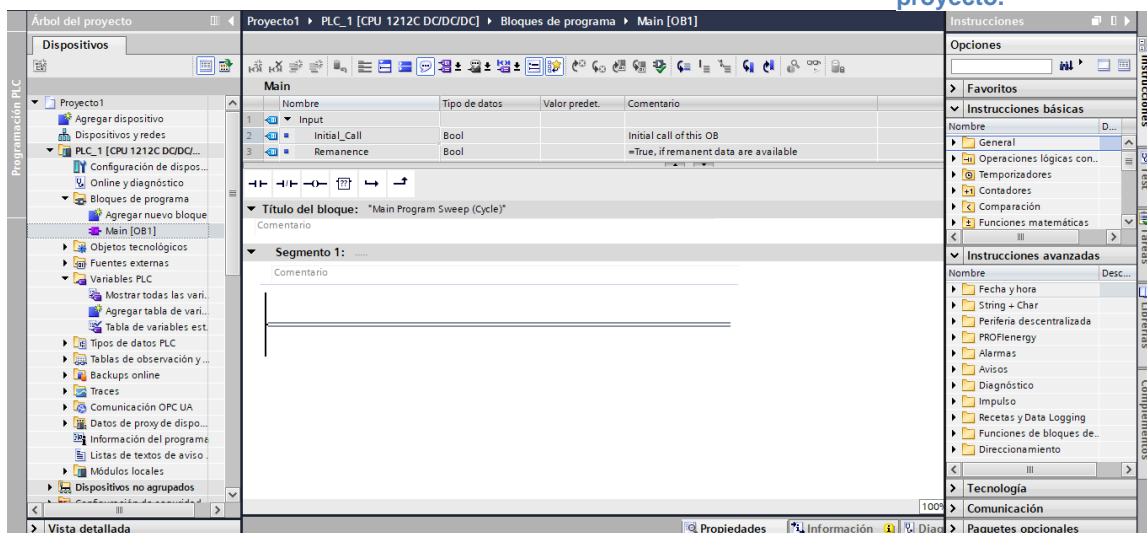 proyecto.
Árbol del proyecto
Dispositivos
Programación PLC
Proyecto1
Agregar dispositivo
Dispositivos y redes
PLC_1 [CPU 1212C DC/DC/...
Configuración de dispos...
Online y diagnóstico
Bloques de programa
Agregar nuevo bloque
Main [OB1]
Objetos tecnológicos
Fuentes externas
Variables PLC
Mostrar todas las vari..
Agregar tabla de vari...
Tabla de variables est.
Tipos de datos PLC
Tablas de observación y ...
Backups online
Traces
Comunicación OPC UA
Datos de proxy de dispo...
Información del programa
Listas de textos de aviso .
Módulos locales
Dispositivos no agrupados
Vista detallada
Proyecto1 PLC_1 [CPU 1212C DC/DC/DC] Bloques de programa Main [OB1]
Main
Nombre Tipo de datos Valor predet. Comentario
1 Input
2 Initial_Call Bool Initial call of this OB
3 Remanence Bool =True, if remanent data are available
??
Título del bloque: "Main Program Sweep (Cycle)"
Comentario
Segmento 1: .....
Comentario
100%
Propiedades Información Diag
Instrucciones
Opciones
Favoritos
Instrucciones básicas
Nombre D...
General
Operaciones lógicas con..
Temporizadores
Contadores
Comparación
Funciones matemáticas
Instrucciones avanzadas
Nombre Desc...
Fecha y hora
String + Char
Periferia descentralizada
PROFIenergy
Alarmas
Avisos
Diagnóstico
Impulso
Recetas y Data Logging
Funciones de bloques de..
Direccionamiento
Tecnología
Comunicación
Paquetes opcionales
Instrucciones
Test
Tareas
Librerías
Complementos